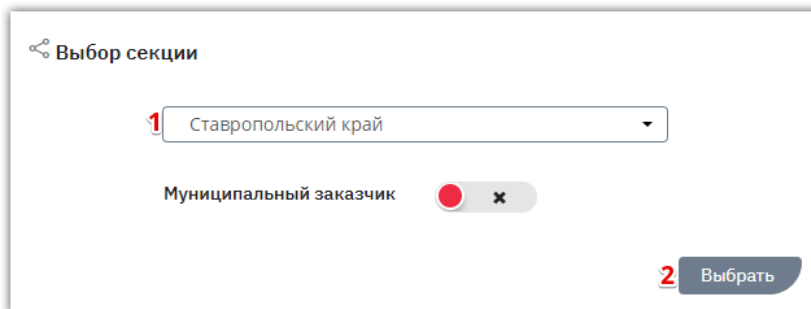 Выбор секции
1 Ставропольский край
Муниципальный заказчик
2 Выбрать